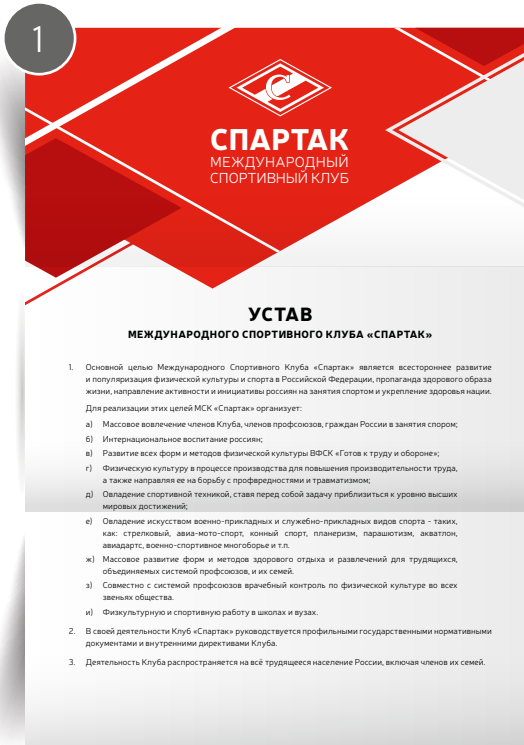 1
С
СПАРТАК
МЕЖДУНАРОДНЫЙ
СПОРТИВНЫЙ КЛУБ
УСТАВ
МЕЖДУНАРОДНОГО СПОРТИВНОГО КЛУБА «СПАРТАК»
1. Основной целью Международного Спортивного Клуба «Спартак» является всестороннее развитие
и популяризация физической культуры и спорта в Российской Федерации, пропаганда здорового образа
жизни, направление активности и инициативы россиян на занятия спортом и укрепление здоровья нации.
Для реализации этих целей МСК «Спартак» организует:
а) Массовое вовлечение членов Клуба, членов профсоюзов, граждан России в занятия спором;
б) Интернациональное воспитание россиян;
в) Развитие всех форм и методов физической культуры ВФСК «Готов к труду и обороне»;
г) Физическую культуру в процессе производства для повышения производительности труда,
а также направляя ее на борьбу с профвредностями и травматизмом;
д) Овладение спортивной техникой, ставя перед собой задачу приблизиться к уровню высших
мировых достижений;
е) Овладение искусством военно-прикладных и служебно-прикладных видов спорта - таких,
как: стрелковый, авиа-мото-спорт, конный спорт, планеризм, парашютизм, акватлон,
авиадартс, военно-спортивное многоборье и т.п.
ж) Массовое развитие форм и методов здорового отдыха и развлечений для трудящихся,
объединяемых системой профсоюзов, и их семей.
з) Совместно с системой профсоюзов врачебный контроль по физической культуре во всех
звеньях общества.
и) Физкультурную и спортивную работу в школах и вузах.
2. В своей деятельности Клуб «Спартак» руководствуется профильными государственными нормативными
документами и внутренними директивами Клуба.
3. Деятельность Клуба распространяется на всё трудящееся население России, включая членов их семей.